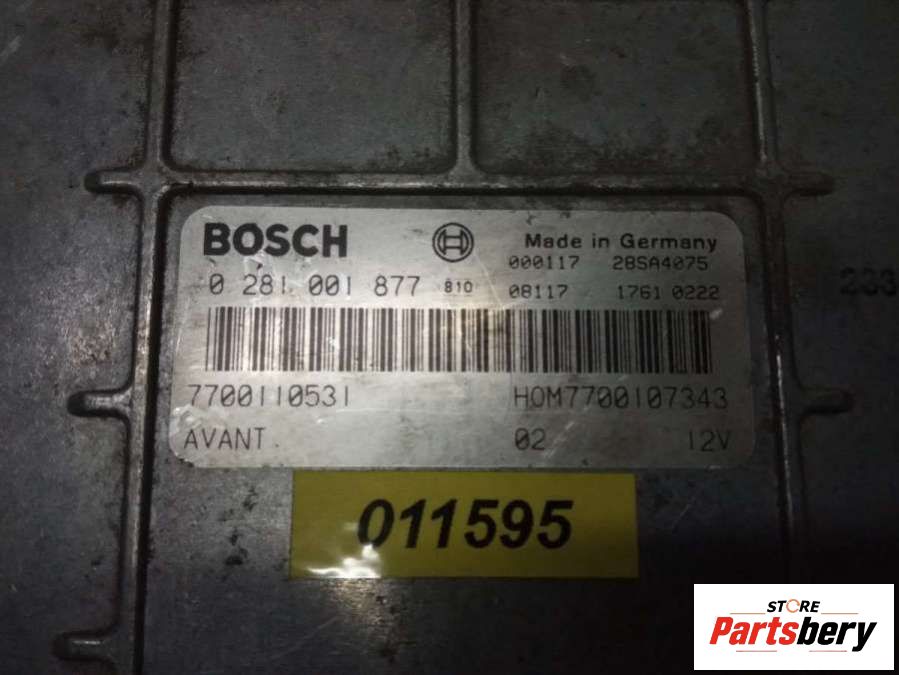 BOSCH Made in Germany
000117 28SA4075
0 281 001 877 810 08117 1761 0222
7700110531 HOM7700107343
AVANT. 02 12V
011595
STORE
Partsbery